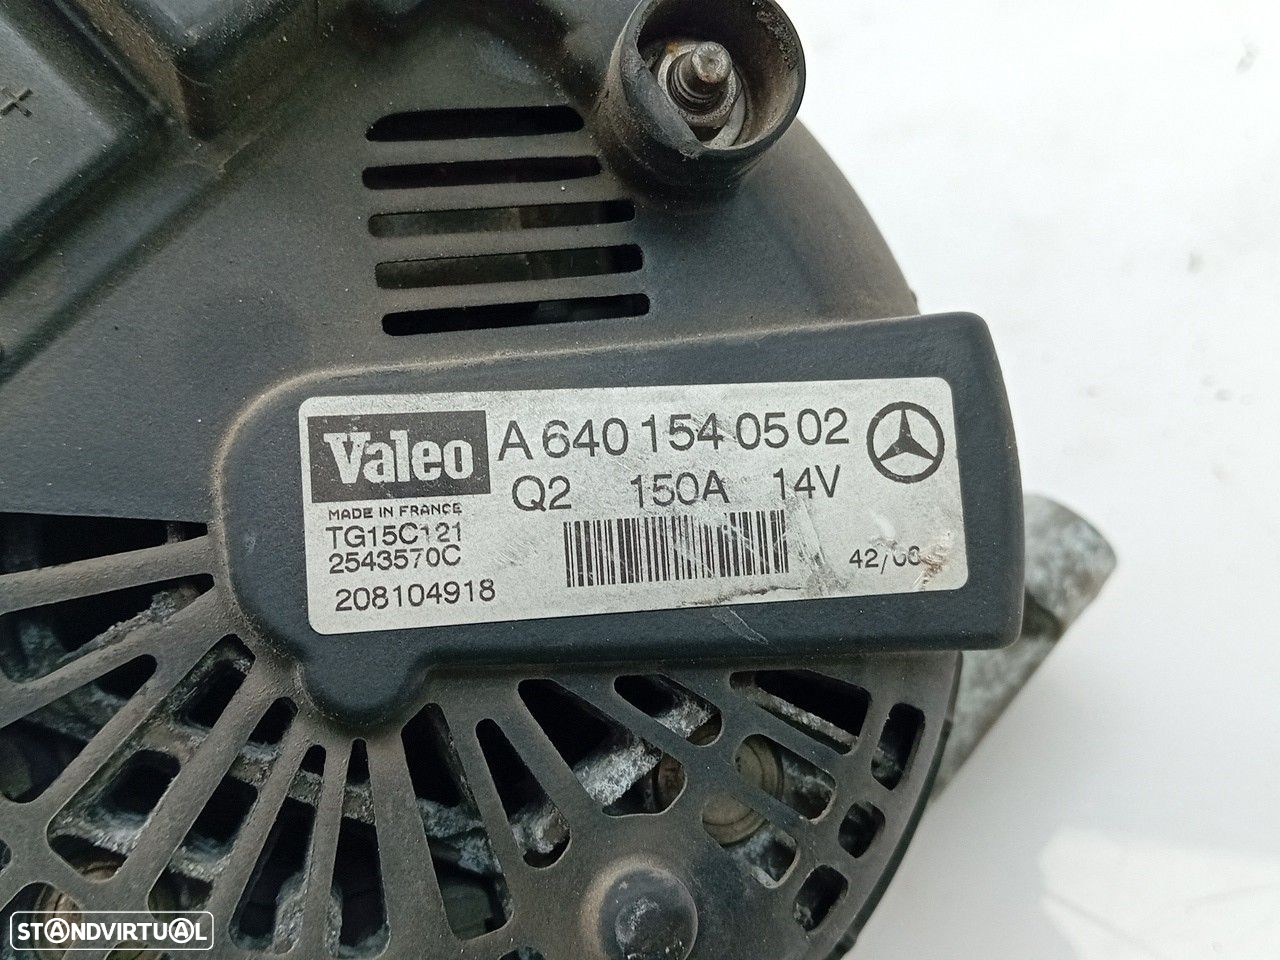 Valeo A 640 154 05 02
Q2 150A 14V
MADE IN FRANCE
TG15C121
2543570C
208104918
STANDVIRTUAL